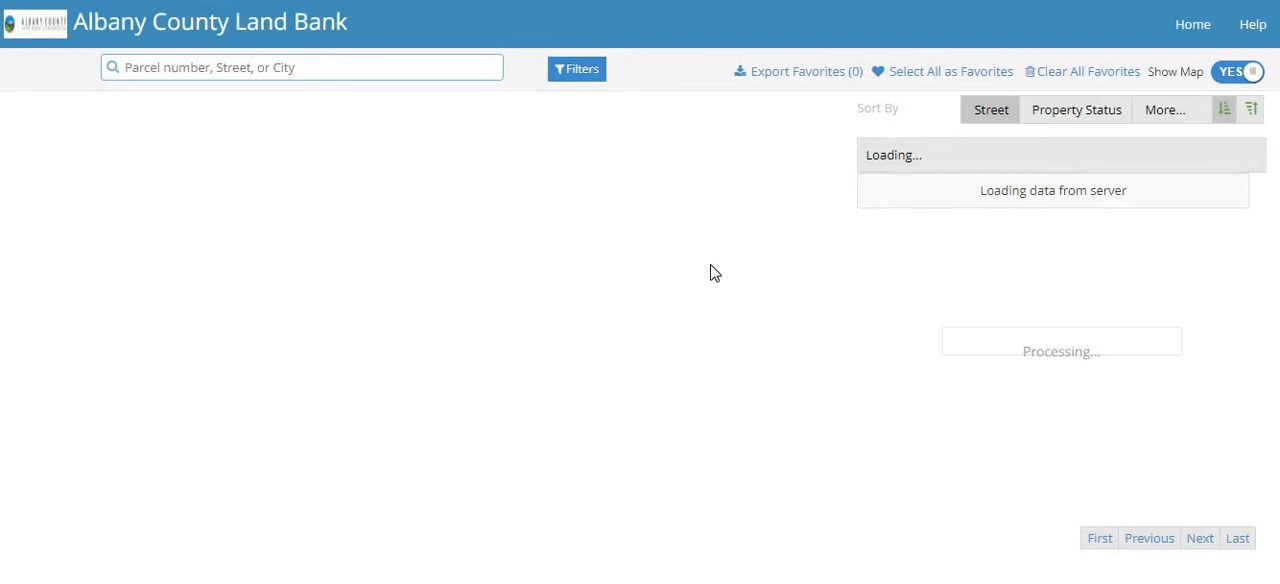 ALBANY COUNTY
Albany County Land Bank
Home
Help
Parcel number, Street, or City
Filters
Export Favorites (0)
Select All as Favorites
Clear All Favorites
Show Map
YES
Sort By
Street
Property Status
More...
Loading...
Loading data from server
Processing...
First
Previous
Next
Last